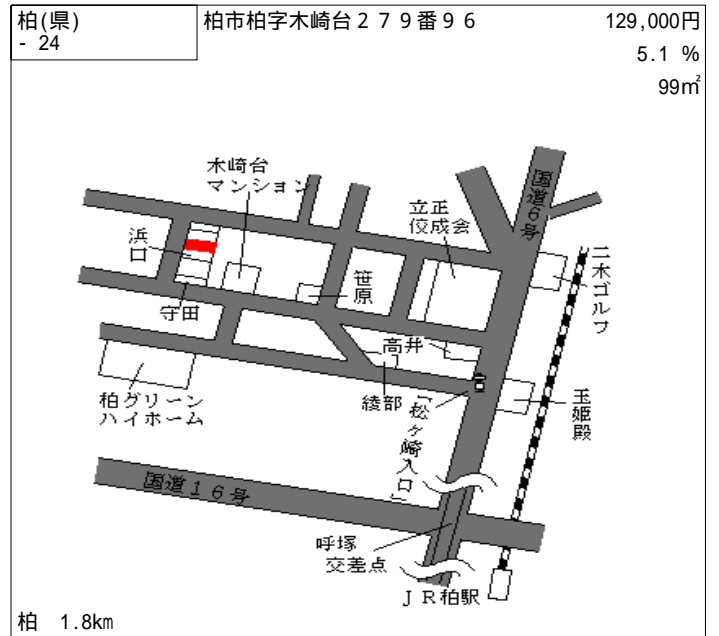 柏(県)
- 24
柏市柏字木崎台279番96
129,000円
5.1 %
99㎡
木崎台
マンション
国道6号
立正
佼成会
浜口
笹原
二木ゴルフ
守田
高井
柏グリーン
ハイホーム
綾部
「松ヶ崎入口」
玉姫殿
国道16号
呼塚
交差点
JR柏駅
柏 1.8km